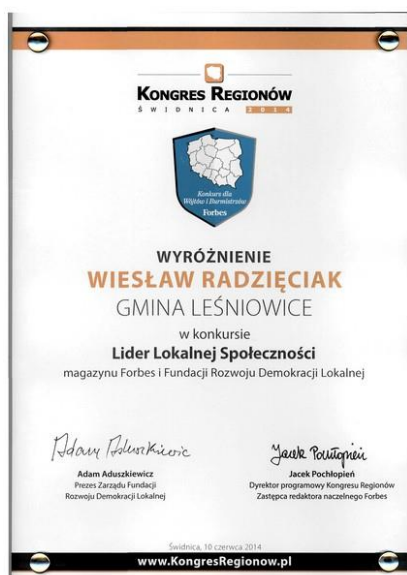 KONGRES REGIONÓW
ŚWIDNICA 2014
Konkurs dla
Wójtów i Burmistrzów
Forbes
WYRÓŻNIENIE
WIESŁAW RADZIĘCIAK
GMINA LEŚNIOWICE
w konkursie
Lider Lokalnej Społeczności
magazynu Forbes i Fundacji Rozwoju Demokracji Lokalnej
Adam Aduszkiewicz
Jacek Pochłopień
Adam Aduszkiewicz
Prezes Zarządu Fundacji
Rozwoju Demokracji Lokalnej
Jacek Pochłopień
Dyrektor programowy Kongresu Regionów
Zastępca redaktora naczelnego Forbes
Świdnica, 10 czerwca 2014
www.KongresRegionow.pl